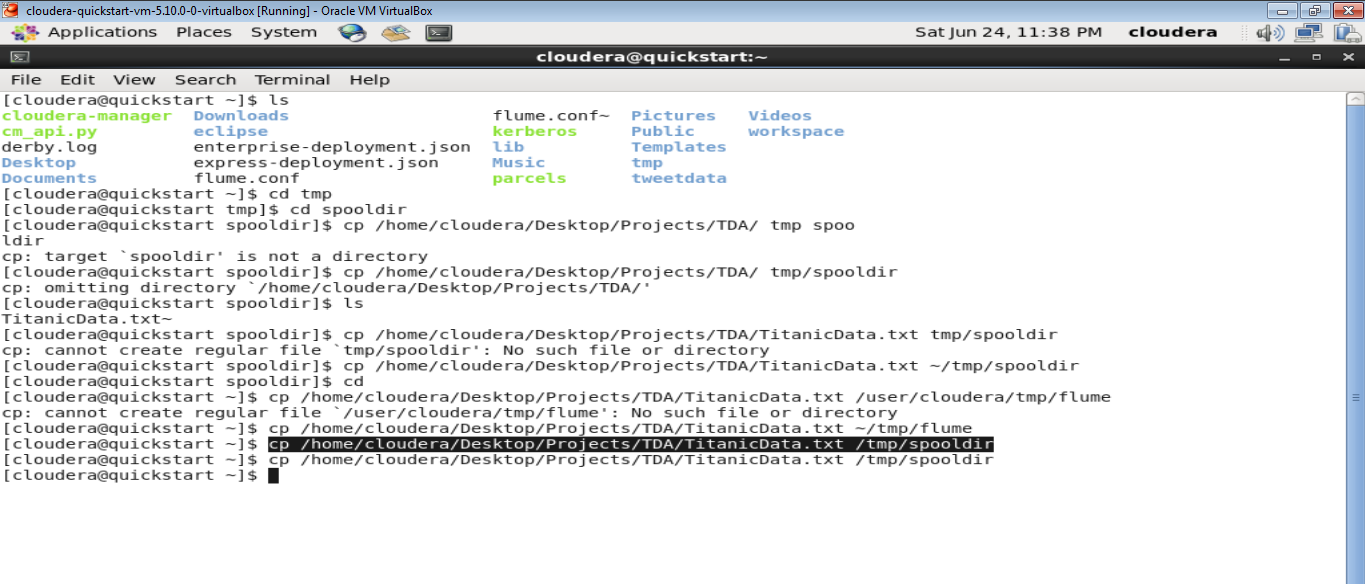 cloudera-quickstart-vm-5.10.0-0-virtualbox [Running] - Oracle VM VirtualBox
Applications Places System Sat Jun 24, 11:38 PM cloudera
cloudera@quickstart:~
File Edit View Search Terminal Help
[cloudera@quickstart ~]$ ls
cloudera-manager Downloads flume.conf~ Pictures Videos
cm_api.py eclipse kerberos Public workspace
derby.log enterprise-deployment.json lib Templates
Desktop express-deployment.json Music tmp
Documents flume.conf parcels tweetdata
[cloudera@quickstart ~]$ cd tmp
[cloudera@quickstart tmp]$ cd spooldir
[cloudera@quickstart spooldir]$ cp /home/cloudera/Desktop/Projects/TDA/ tmp spoo
ldir
cp: target `spooldir' is not a directory
[cloudera@quickstart spooldir]$ cp /home/cloudera/Desktop/Projects/TDA/ tmp/spooldir
cp: omitting directory `/home/cloudera/Desktop/Projects/TDA/'
[cloudera@quickstart spooldir]$ ls
TitanicData.txt~
[cloudera@quickstart spooldir]$ cp /home/cloudera/Desktop/Projects/TDA/TitanicData.txt tmp/spooldir
cp: cannot create regular file `tmp/spooldir': No such file or directory
[cloudera@quickstart spooldir]$ cp /home/cloudera/Desktop/Projects/TDA/TitanicData.txt ~/tmp/spooldir
[cloudera@quickstart spooldir]$ cd
[cloudera@quickstart ~]$ cp /home/cloudera/Desktop/Projects/TDA/TitanicData.txt /user/cloudera/tmp/flume
cp: cannot create regular file `/user/cloudera/tmp/flume': No such file or directory
[cloudera@quickstart ~]$ cp /home/cloudera/Desktop/Projects/TDA/TitanicData.txt ~/tmp/flume
[cloudera@quickstart ~]$ cp /home/cloudera/Desktop/Projects/TDA/TitanicData.txt /tmp/spooldir
[cloudera@quickstart ~]$ cp /home/cloudera/Desktop/Projects/TDA/TitanicData.txt /tmp/spooldir
[cloudera@quickstart ~]$